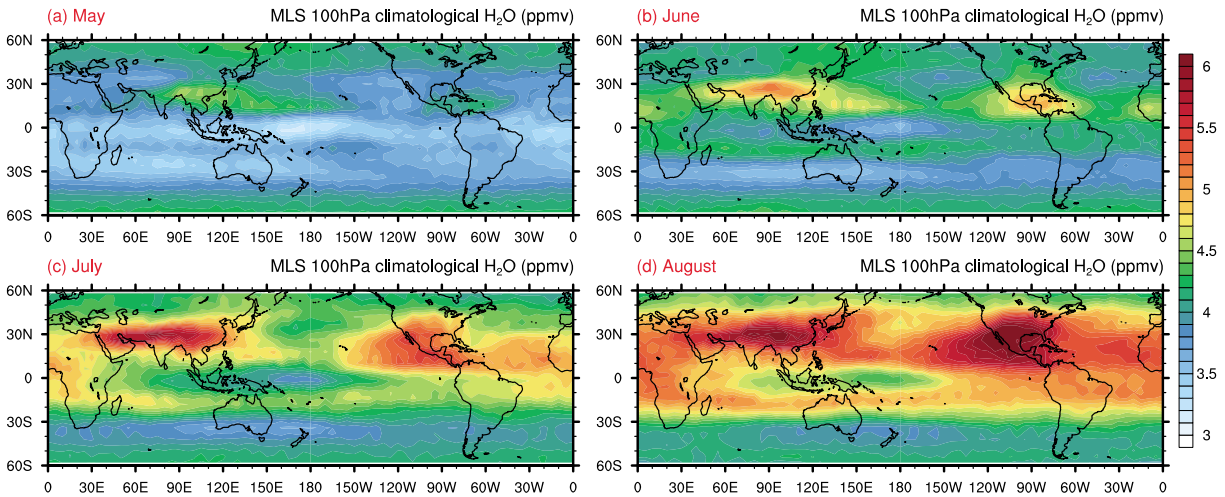 (a) May MLS 100hPa climatological H₂O (ppmv)
60N
30N
0
30S
60S
0 30E 60E 90E 120E 150E 180 150W 120W 90W 60W 30W 0
(b) June MLS 100hPa climatological H₂O (ppmv)
60N
30N
0
30S
60S
0 30E 60E 90E 120E 150E 180 150W 120W 90W 60W 30W 0
(c) July MLS 100hPa climatological H₂O (ppmv)
60N
30N
0
30S
60S
0 30E 60E 90E 120E 150E 180 150W 120W 90W 60W 30W 0
(d) August MLS 100hPa climatological H₂O (ppmv)
60N
30N
0
30S
60S
0 30E 60E 90E 120E 150E 180 150W 120W 90W 60W 30W 0
6
5.5
5
4.5
4
3.5
3